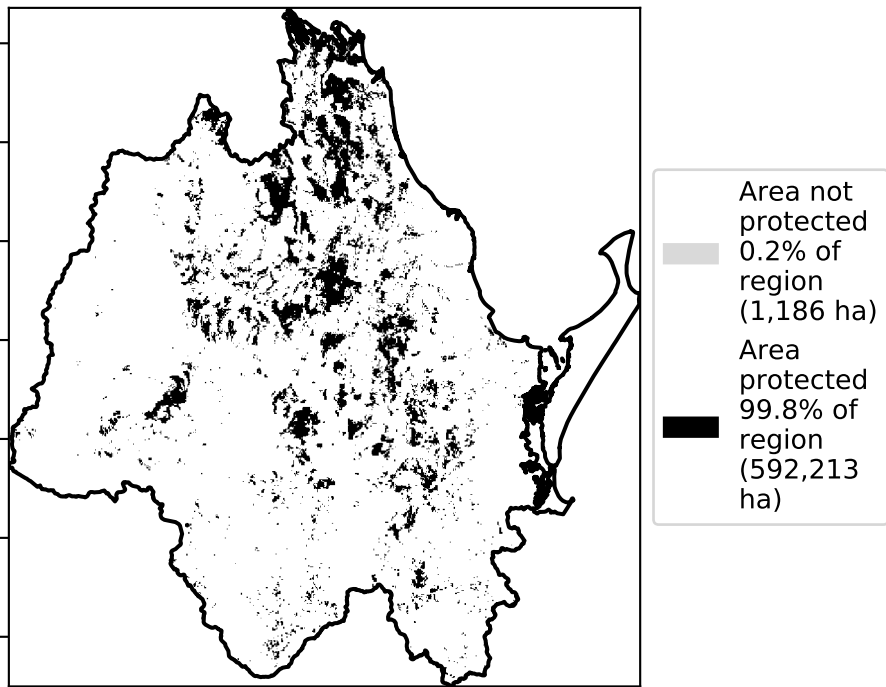 Area not
protected
0.2% of
region
(1,186 ha)
Area
protected
99.8% of
region
(592,213
ha)